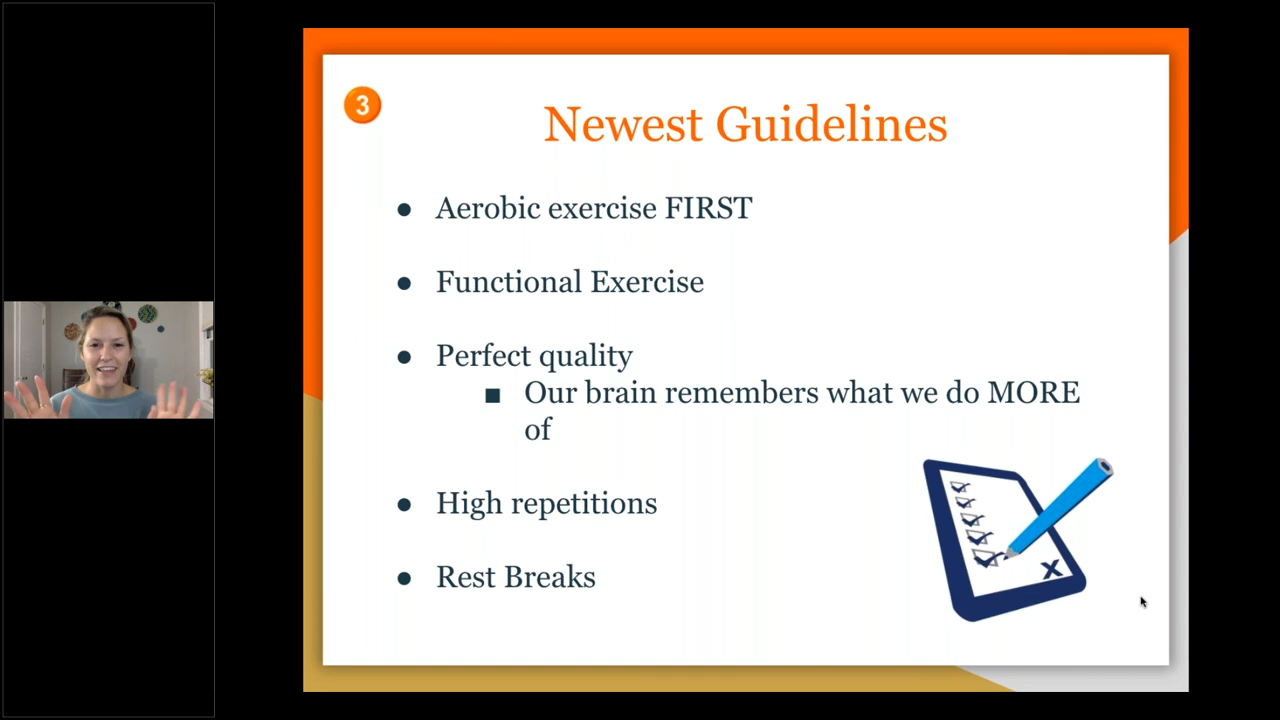 3
Newest Guidelines
● Aerobic exercise FIRST
● Functional Exercise
● Perfect quality
■ Our brain remembers what we do MORE
of
● High repetitions
● Rest Breaks